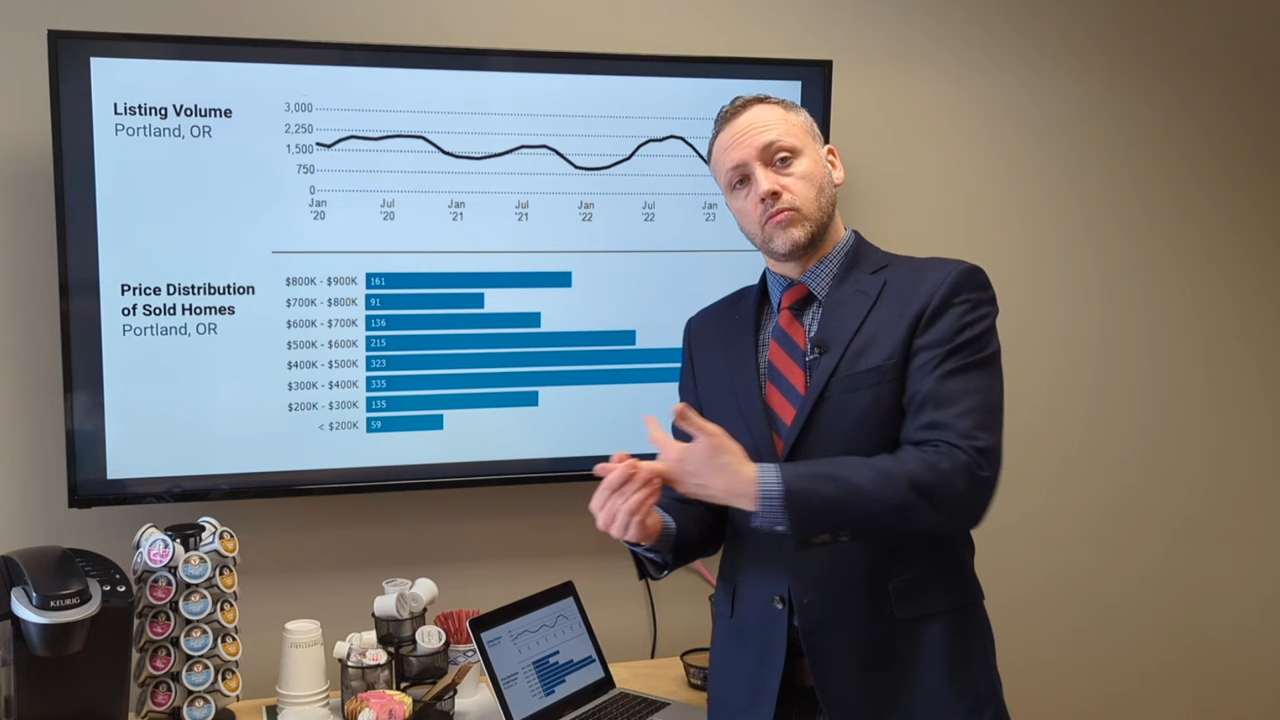 Listing Volume
Portland, OR
3,000
2,250
1,500
750
0
Jan '20
Jul '20
Jan '21
Jul '21
Jan '22
Jul '22
Jan '23
Price Distribution
of Sold Homes
Portland, OR
$800K - $900K 161
$700K - $800K 91
$600K - $700K 136
$500K - $600K 215
$400K - $500K 323
$300K - $400K 335
$200K - $300K 135
< $200K 59
KEURIG